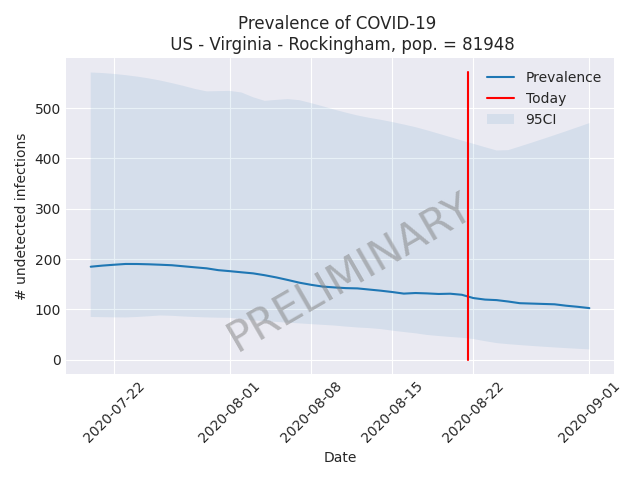 Prevalence of COVID-19
US - Virginia - Rockingham, pop. = 81948
# undetected infections
500
400
300
200
100
0
Prevalence
Today
95CI
PRELIMINARY
2020-07-22
2020-08-01
2020-08-08
2020-08-15
2020-08-22
2020-09-01
Date